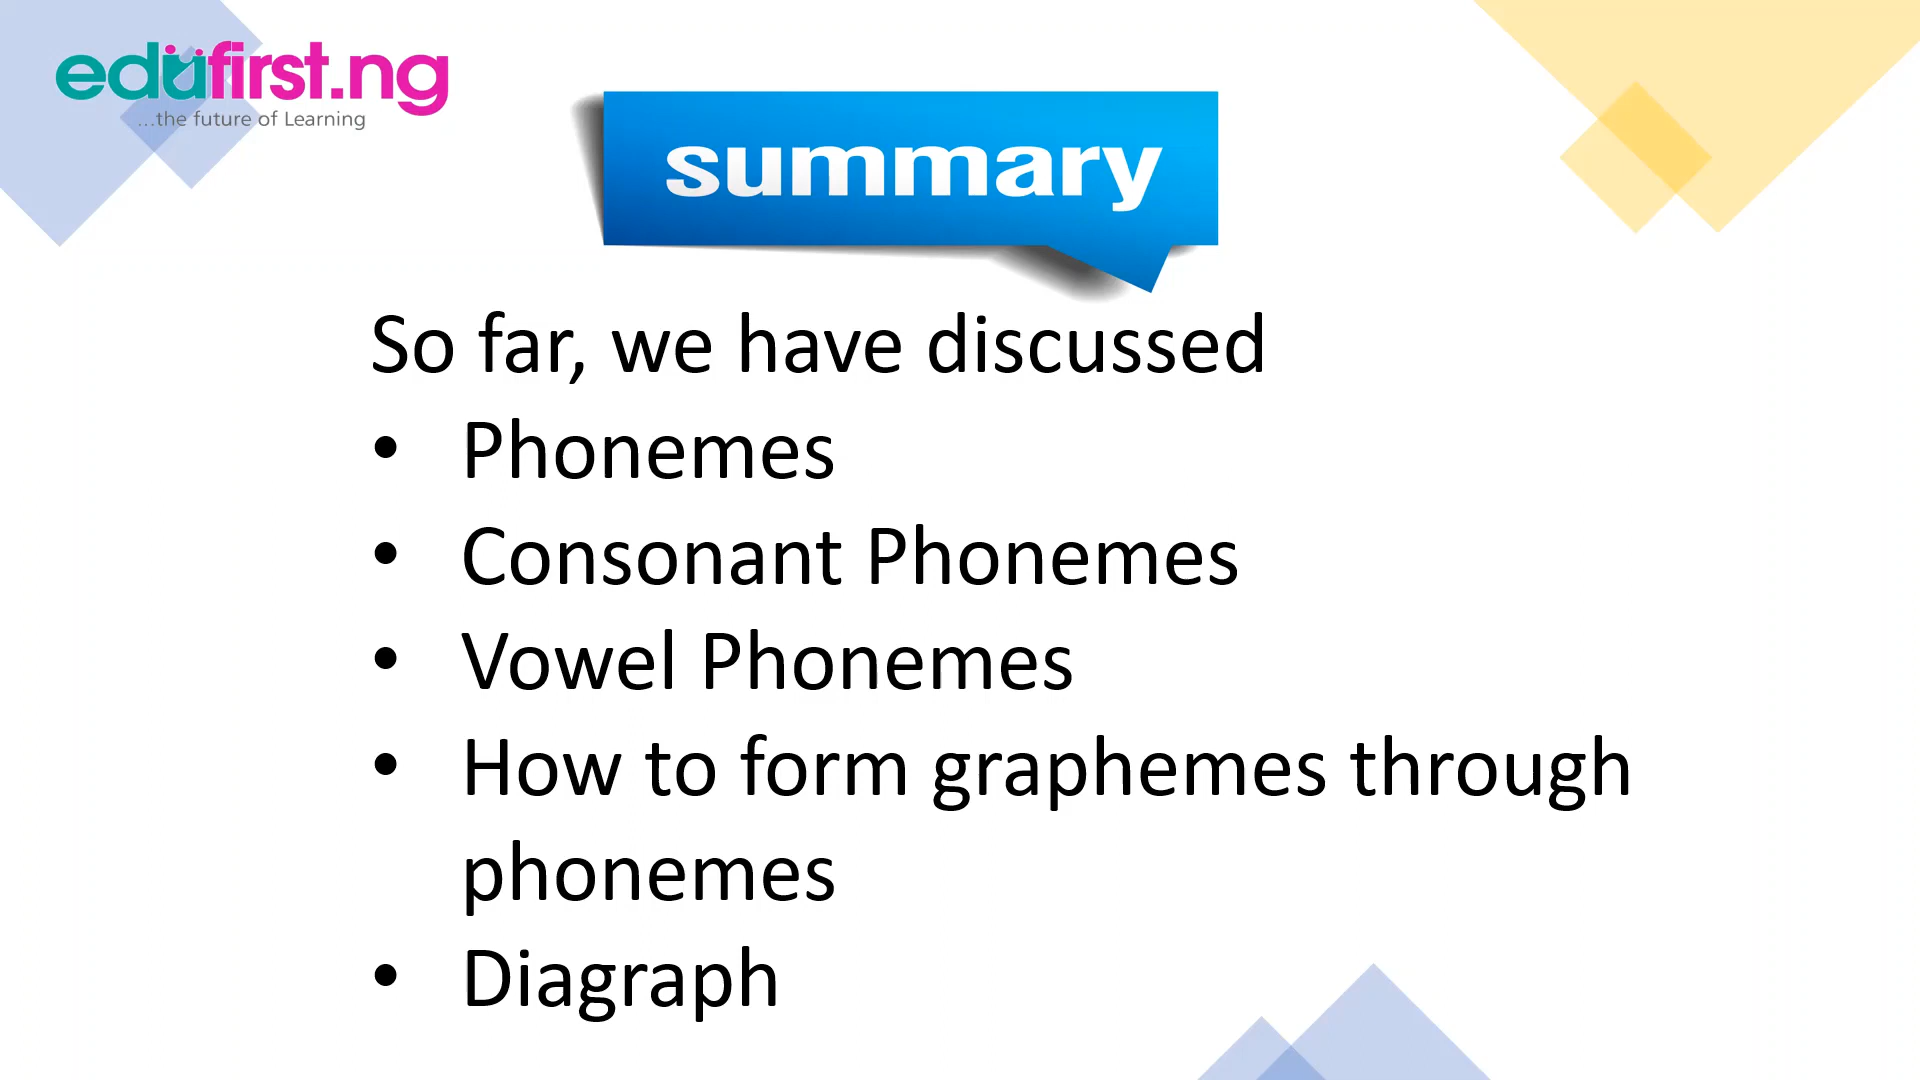 edufirst.ng
...the future of Learning
summary
So far, we have discussed
• Phonemes
• Consonant Phonemes
• Vowel Phonemes
• How to form graphemes through
phonemes
• Diagraph